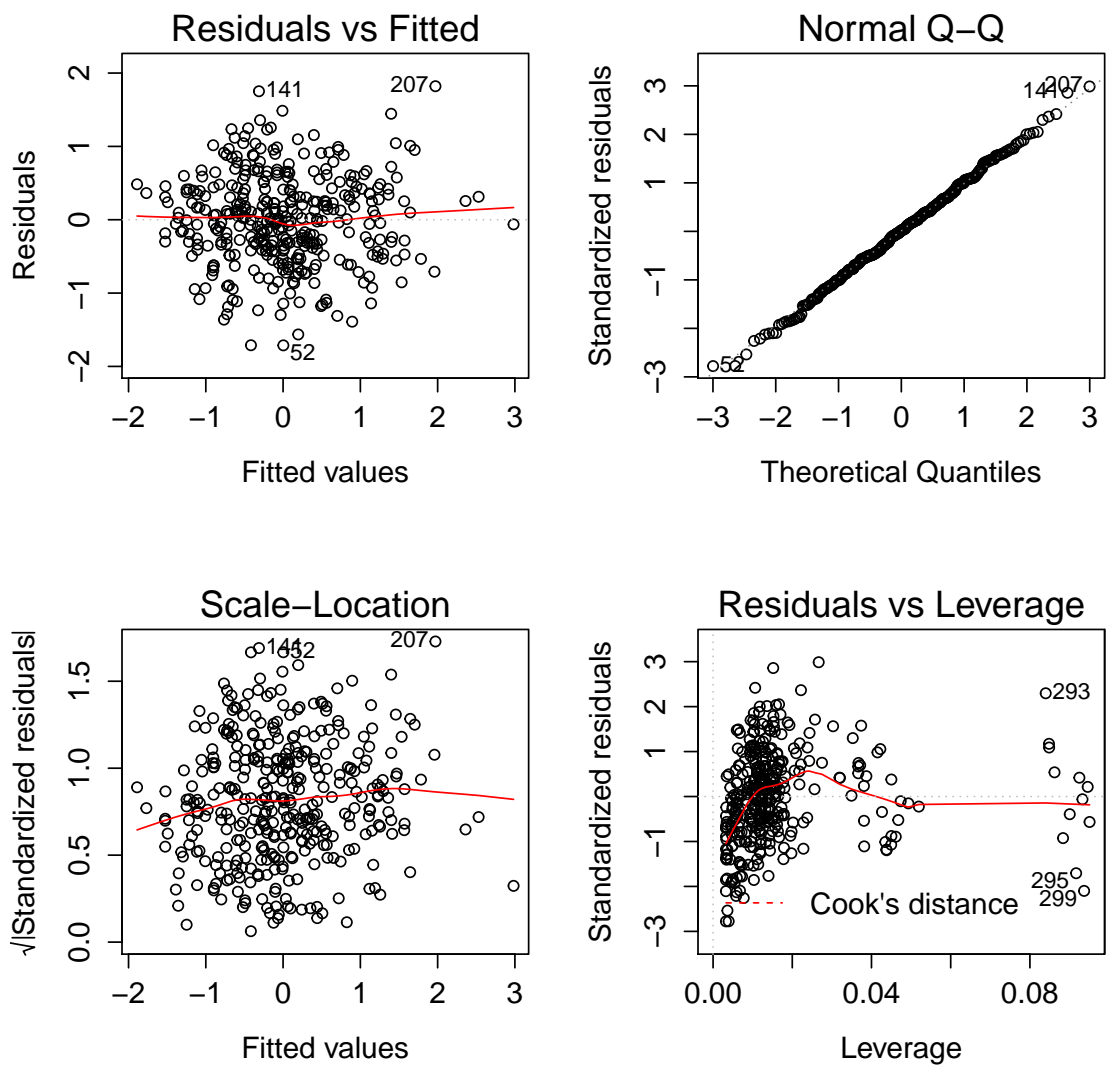 Residuals vs Fitted
Residuals
2
1
0
−1
−2
141
207
52
−2 −1 0 1 2 3
Fitted values
Normal Q−Q
Standardized residuals
3
2
1
−1
−3
141
207
52
−3 −2 −1 0 1 2 3
Theoretical Quantiles
Scale−Location
√|Standardized residuals|
1.5
1.0
0.5
0.0
141
52
207
−2 −1 0 1 2 3
Fitted values
Residuals vs Leverage
Standardized residuals
3
2
1
−1
−3
293
295
299
Cook's distance
0.00 0.04 0.08
Leverage